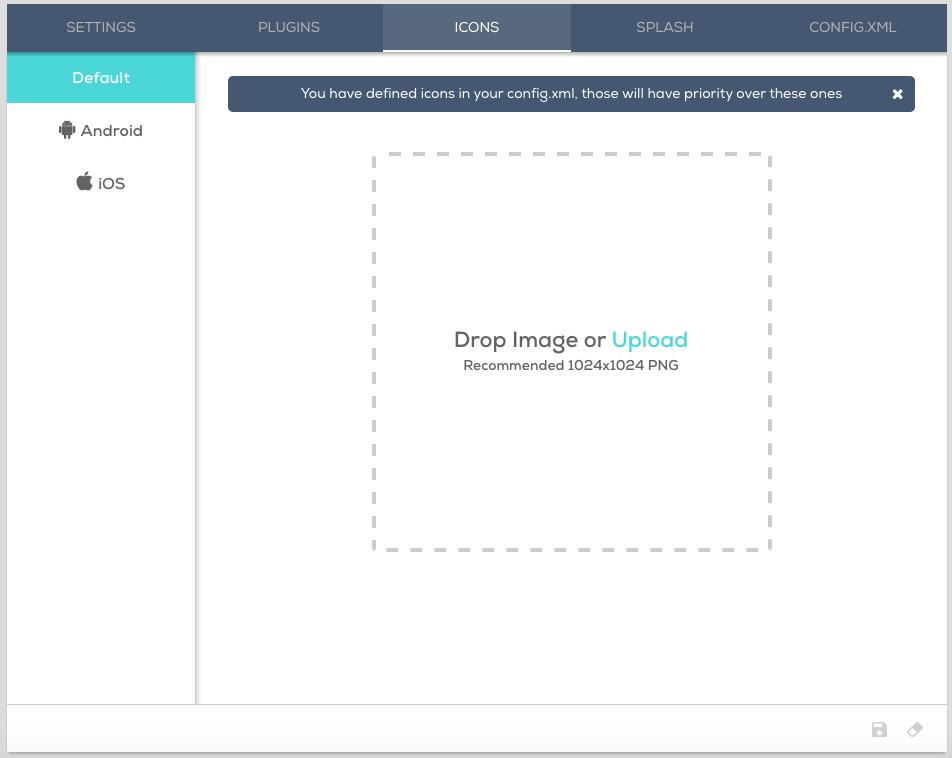 SETTINGS PLUGINS ICONS SPLASH CONFIG.XML
Default
You have defined icons in your config.xml, those will have priority over these ones
Android
iOS
Drop Image or Upload
Recommended 1024x1024 PNG